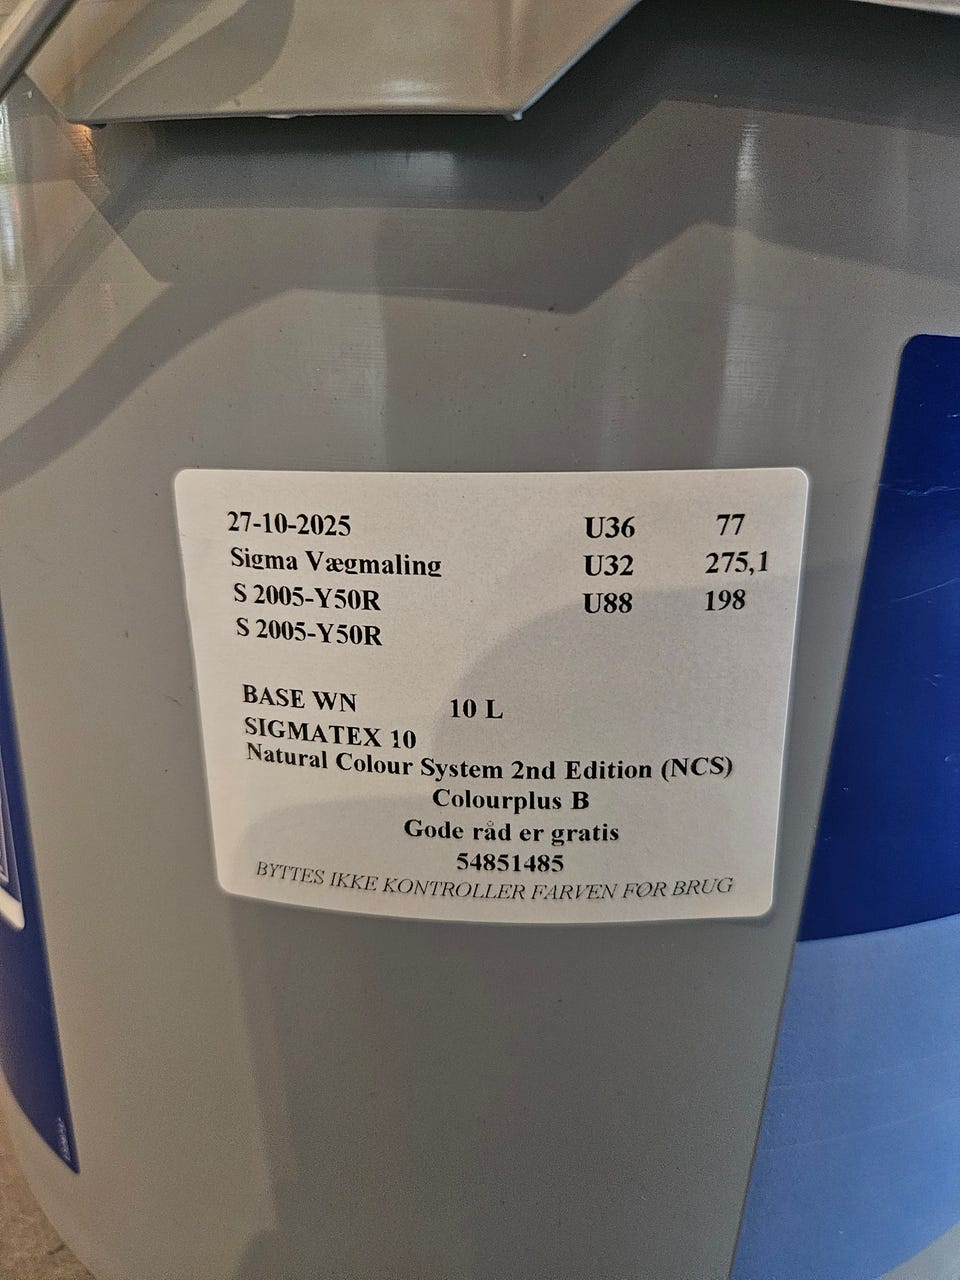 27-10-2025 U36 77
Sigma Vægmaling U32 275,1
S 2005-Y50R U88 198
S 2005-Y50R
BASE WN 10 L
SIGMATEX 10
Natural Colour System 2nd Edition (NCS)
Colourplus B
Gode råd er gratis
54851485
BYTTES IKKE KONTROLLER FARVEN FØR BRUG